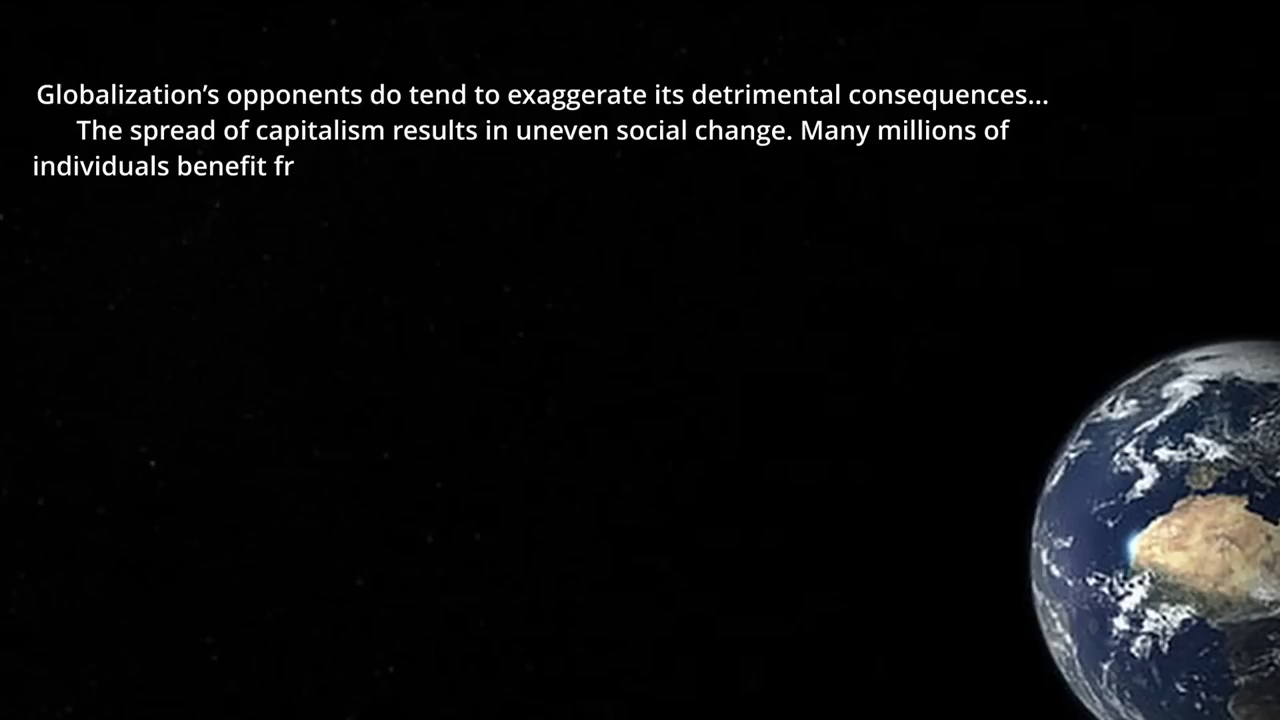 Globalization’s opponents do tend to exaggerate its detrimental consequences...
The spread of capitalism results in uneven social change. Many millions of
individuals benefit fr